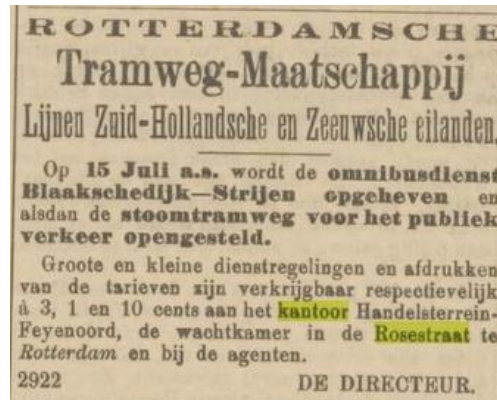 ROTTERDAMSCHE
Tramweg-Maatschappij
Lijnen Zuid-Hollandsche en Zeeuwsche eilanden.
Op 15 Juli a.s. wordt de omnibusdienst
Blaakschedijk—Strijen opgeheven en
alsdan de stoomtramweg voor het publiek
verkeer opengesteld.
Groote en kleine dienstregelingen en afdrukken
van de tarieven zijn verkrijgbaar respectievelijk
à 3, 1 en 10 cents aan het kantoor Handelsterrein-
Feyenoord, de wachtkamer in de Rosestraat te
Rotterdam en bij de agenten.
2922 DE DIRECTEUR.